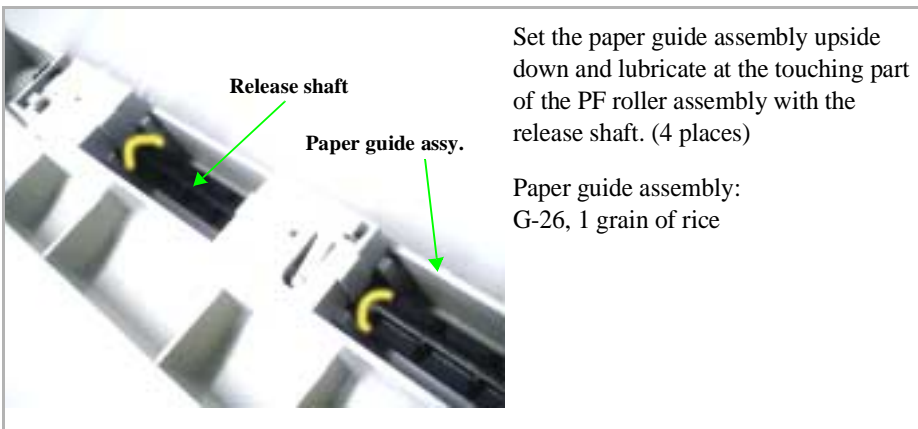 Release shaft
Paper guide assy.
Set the paper guide assembly upside
down and lubricate at the touching part
of the PF roller assembly with the
release shaft. (4 places)
Paper guide assembly:
G-26, 1 grain of rice